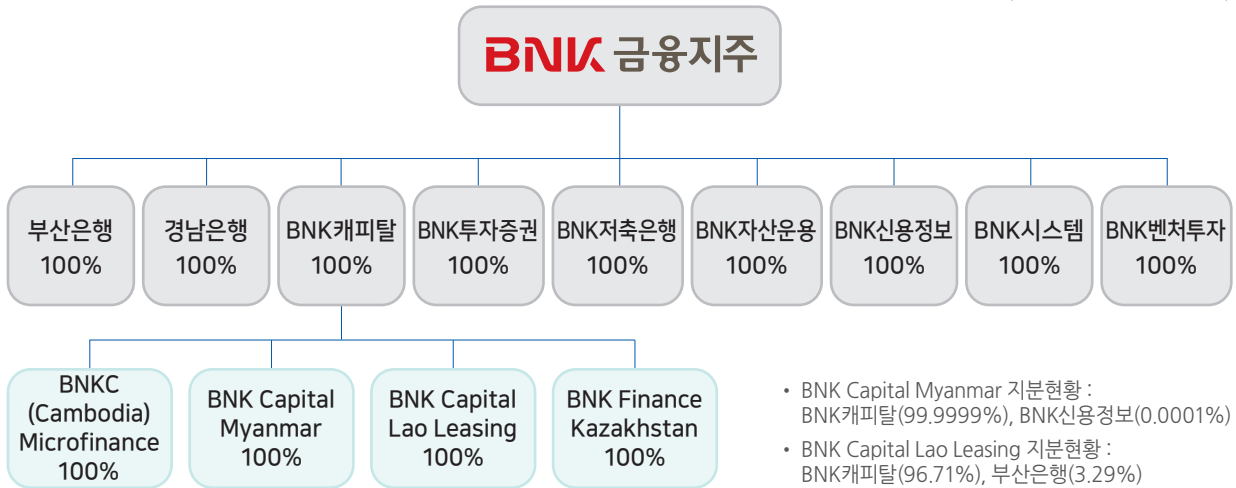 BNK 금융지주
부산은행
100%
경남은행
100%
BNK캐피탈
100%
BNK투자증권
100%
BNK저축은행
100%
BNK자산운용
100%
BNK신용정보
100%
BNK시스템
100%
BNK벤처투자
100%
BNKC
(Cambodia)
Microfinance
100%
BNK Capital
Myanmar
100%
BNK Capital
Lao Leasing
100%
BNK Finance
Kazakhstan
100%
• BNK Capital Myanmar 지분현황 :
BNK캐피탈(99.9999%), BNK신용정보(0.0001%)
• BNK Capital Lao Leasing 지분현황 :
BNK캐피탈(96.71%), 부산은행(3.29%)